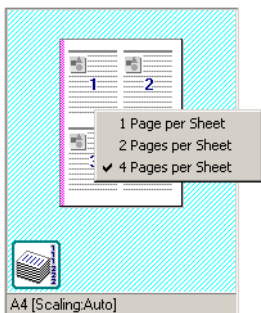 1 2
1 Page per Sheet
2 Pages per Sheet
✓ 4 Pages per Sheet
A4 [Scaling:Auto]